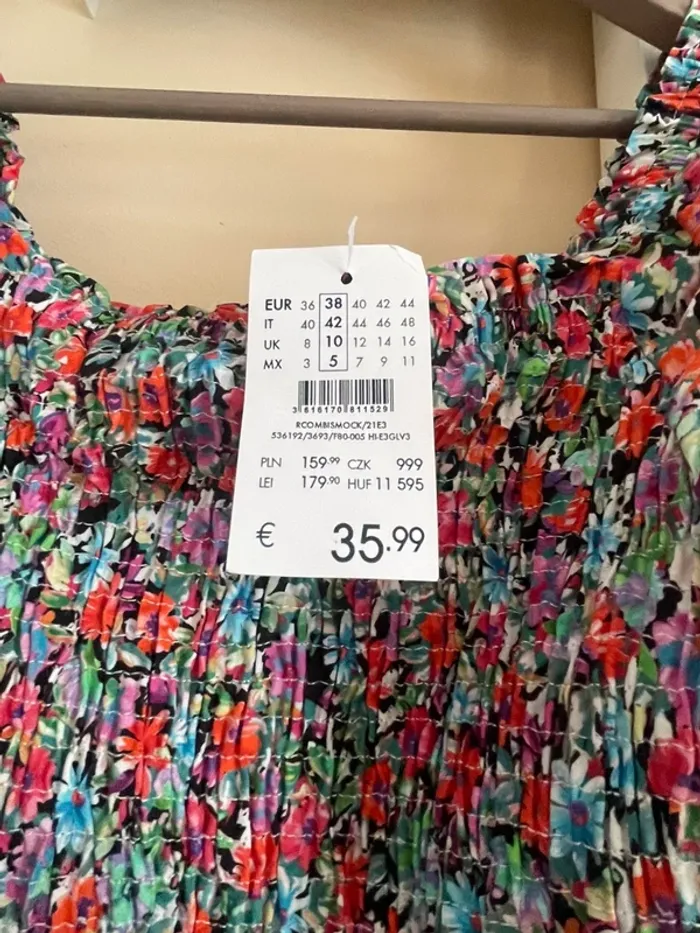 EUR 36 38 40 42 44
IT 40 42 44 46 48
UK 8 10 12 14 16
MX 3 5 7 9 11
3 616170 811529
RCOMBISMOCK/21E3
536192/3693/FB0-005 HI-E3GLV3
PLN 159.99 CZK 999
LEI 179.90 HUF 11 595
€ 35.99